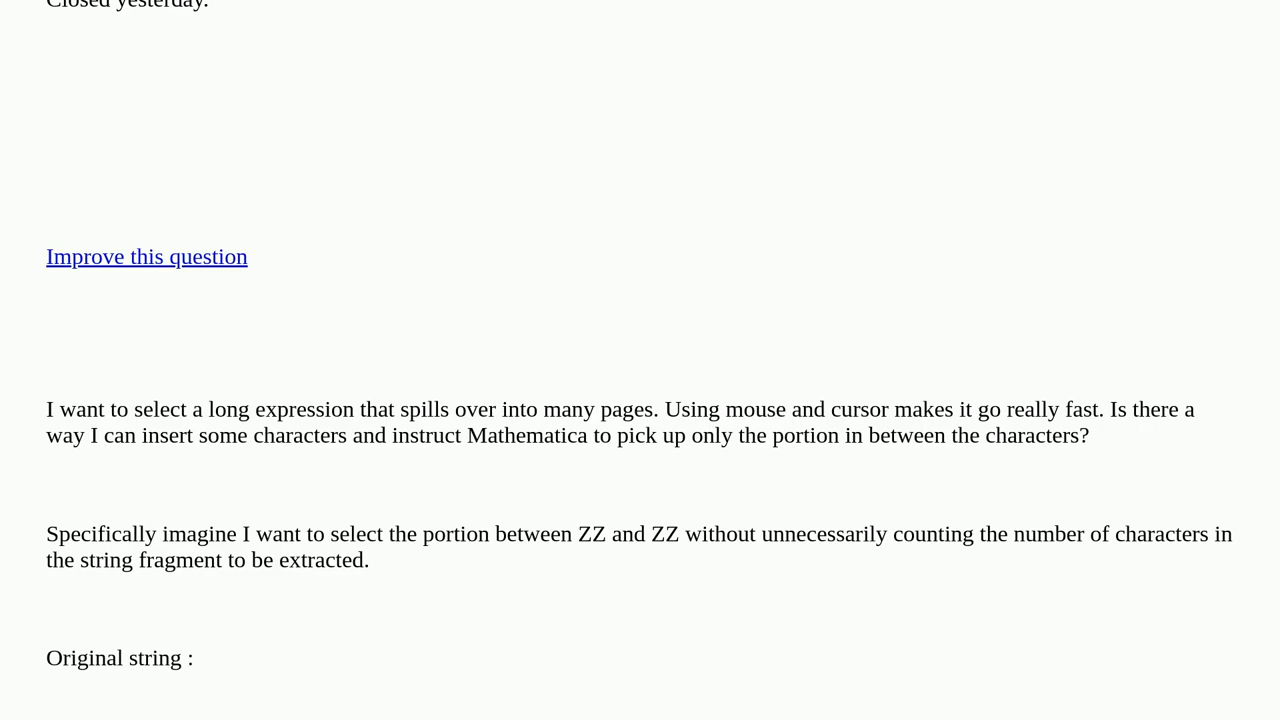 Closed yesterday.
Improve this question
I want to select a long expression that spills over into many pages. Using mouse and cursor makes it go really fast. Is there a
way I can insert some characters and instruct Mathematica to pick up only the portion in between the characters?
Specifically imagine I want to select the portion between ZZ and ZZ without unnecessarily counting the number of characters in
the string fragment to be extracted.
Original string :